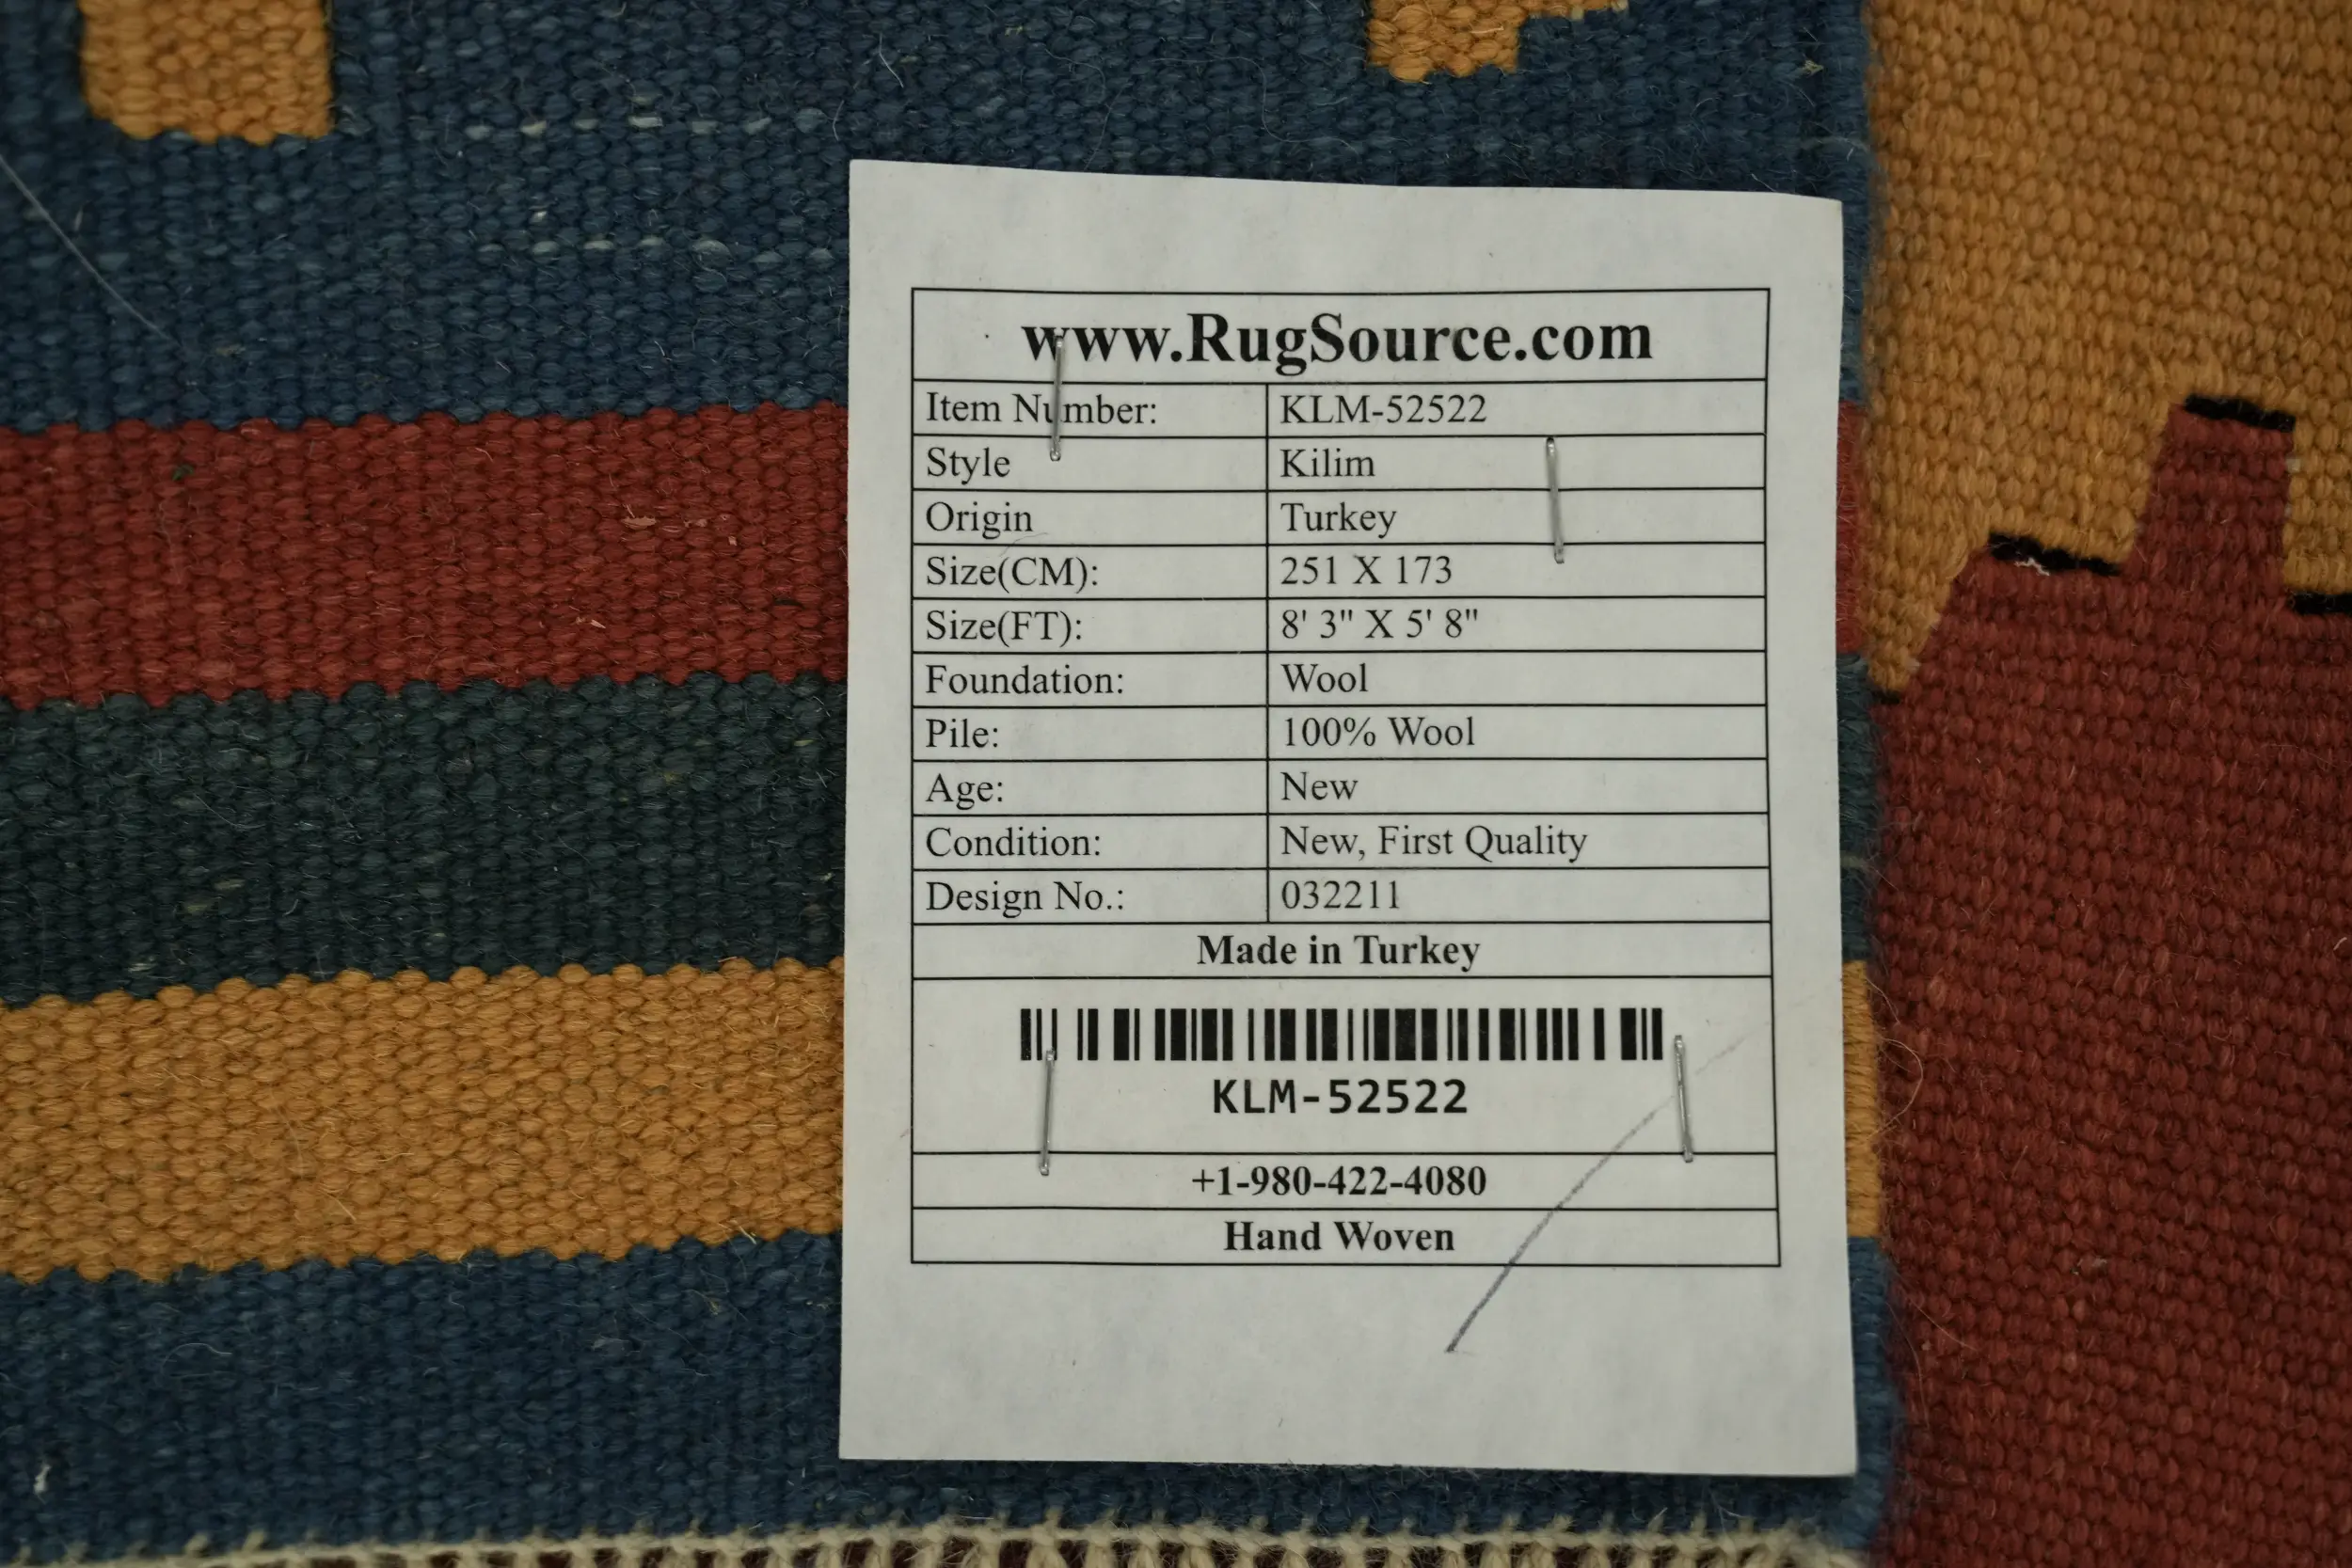 www.RugSource.com
Item Number: KLM-52522
Style Kilim
Origin Turkey
Size(CM): 251 X 173
Size(FT): 8' 3" X 5' 8"
Foundation: Wool
Pile: 100% Wool
Age: New
Condition: New, First Quality
Design No.: 032211
Made in Turkey
KLM-52522
+1-980-422-4080
Hand Woven